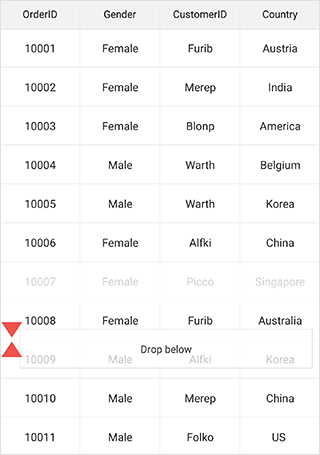 OrderID Gender CustomerID Country
10001 Female Furib Austria
10002 Female Merep India
10003 Female Blonp America
10004 Male Warth Belgium
10005 Male Warth Korea
10006 Female Alfki China
10007 Female Picco Singapore
10008 Female Furib Australia
Drop below
10009 Male Alfki Korea
10010 Male Merep China
10011 Male Folko US